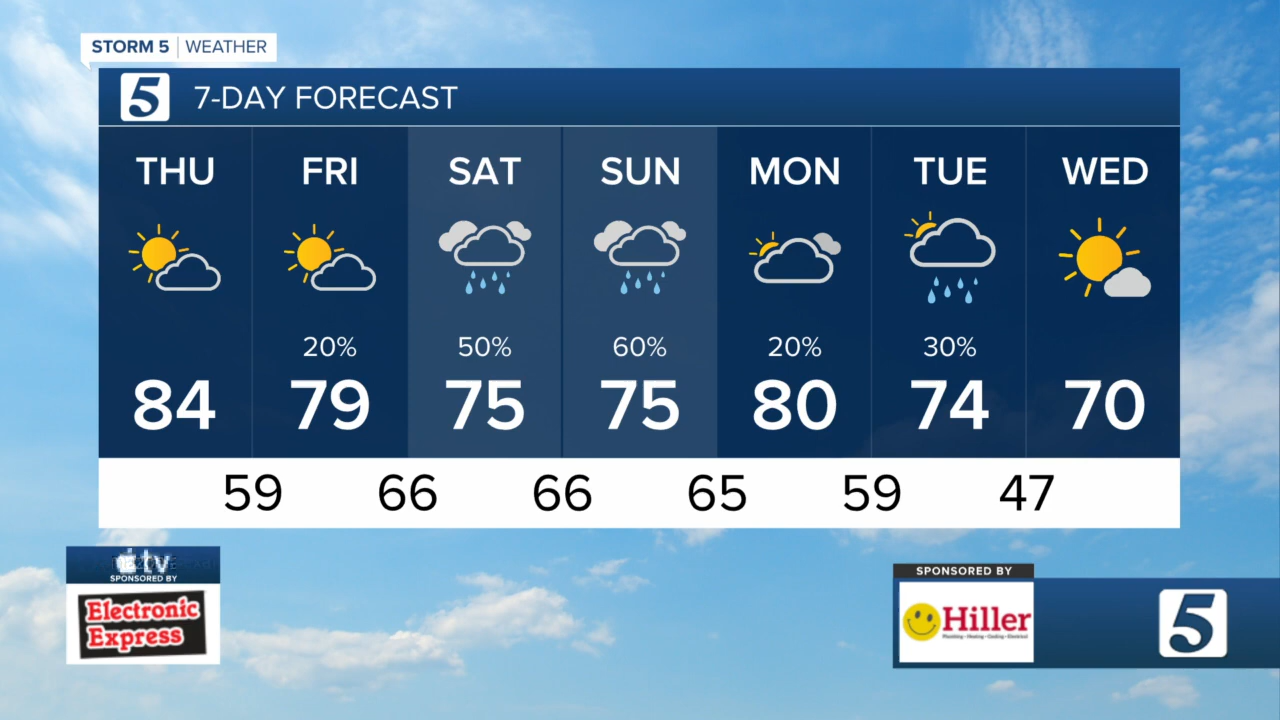 STORM 5 | WEATHER
5 7-DAY FORECAST
THU FRI SAT SUN MON TUE WED
20% 50% 60% 20% 30%
84 79 75 75 80 74 70
59 66 66 65 59 47
tv
SPONSORED BY
Electronic
Express
SPONSORED BY
Hiller
Plumbing • Heating • Cooling • Electrical
5